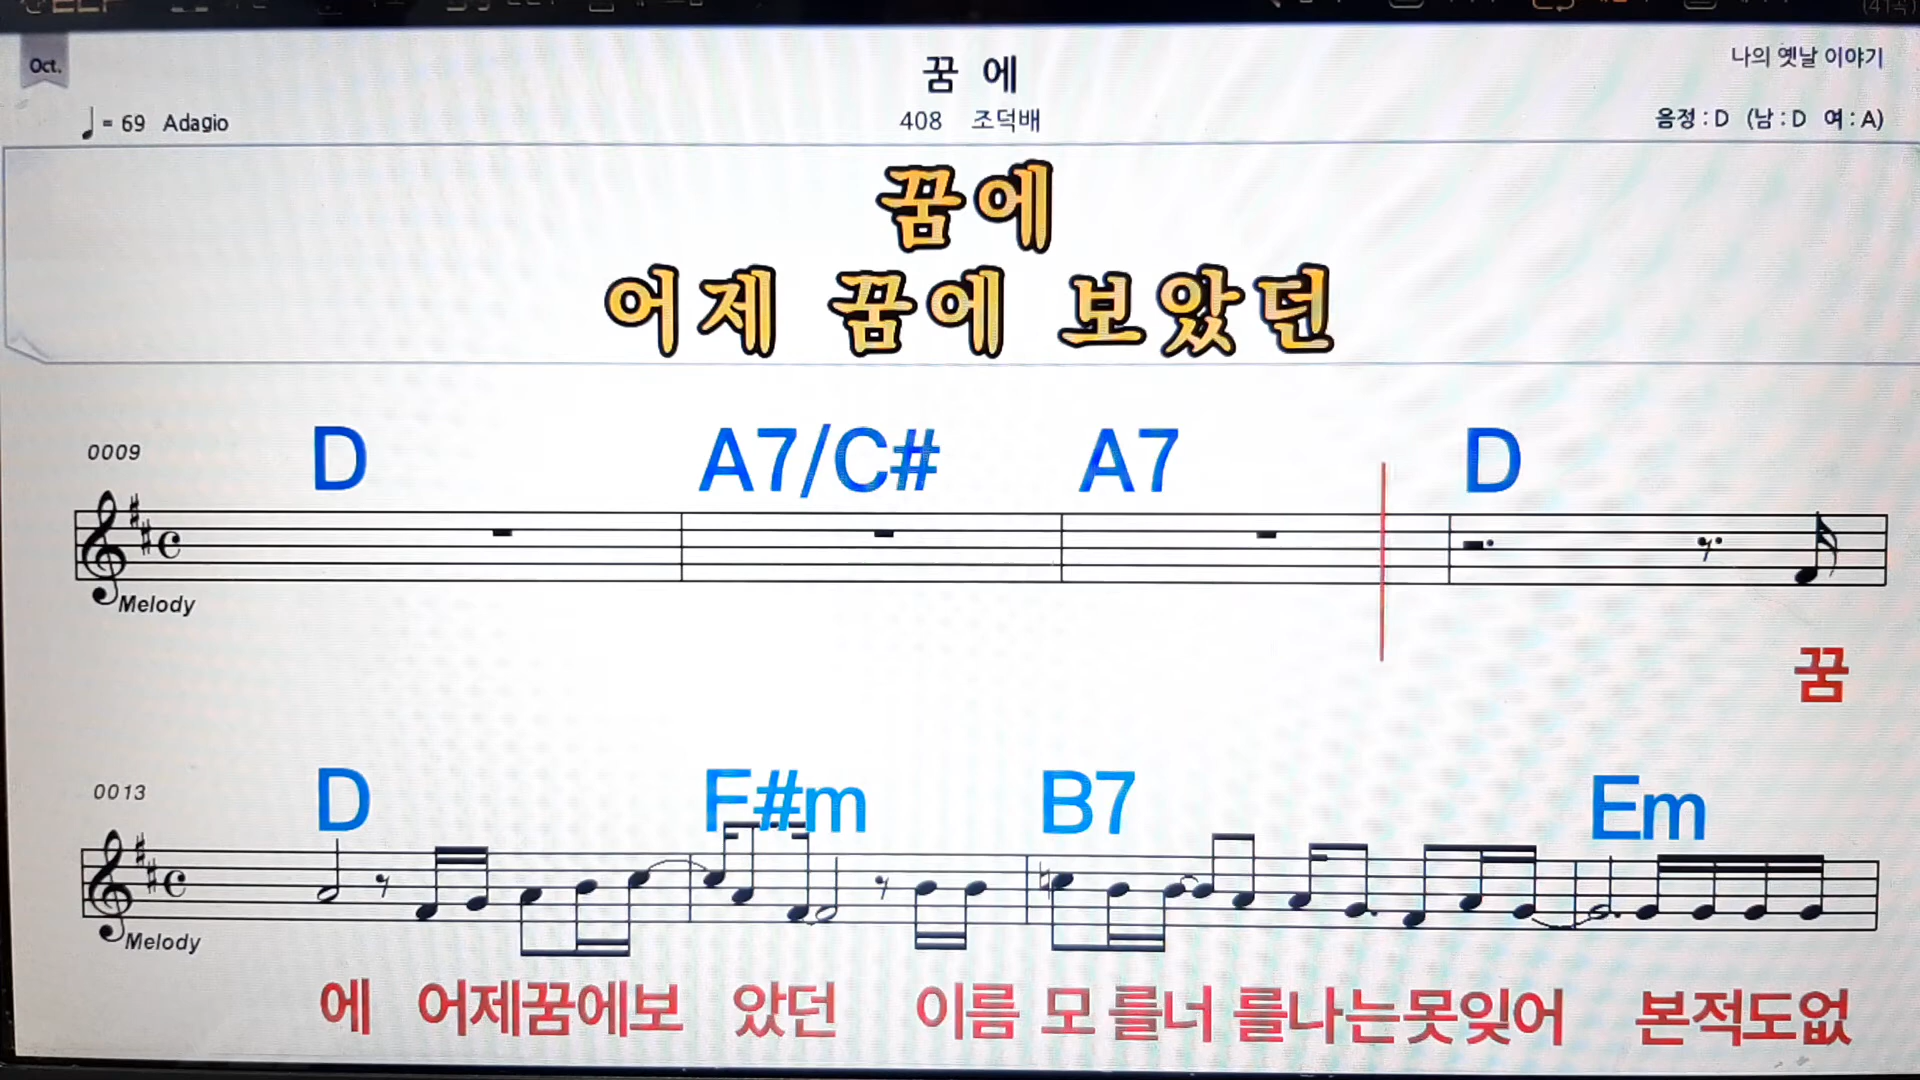 Oct.
꿈 에
나의 옛날 이야기
= 69 Adagio
408 조덕배
음정 : D (남 : D 여 : A)
꿈에
어제 꿈에 보았던
0009
D A7/C# A7 D
Melody
꿈
0013
D F#m B7 Em
Melody
에 어제꿈에보 았던 이름 모 를너 를나는못잊어 본적도없